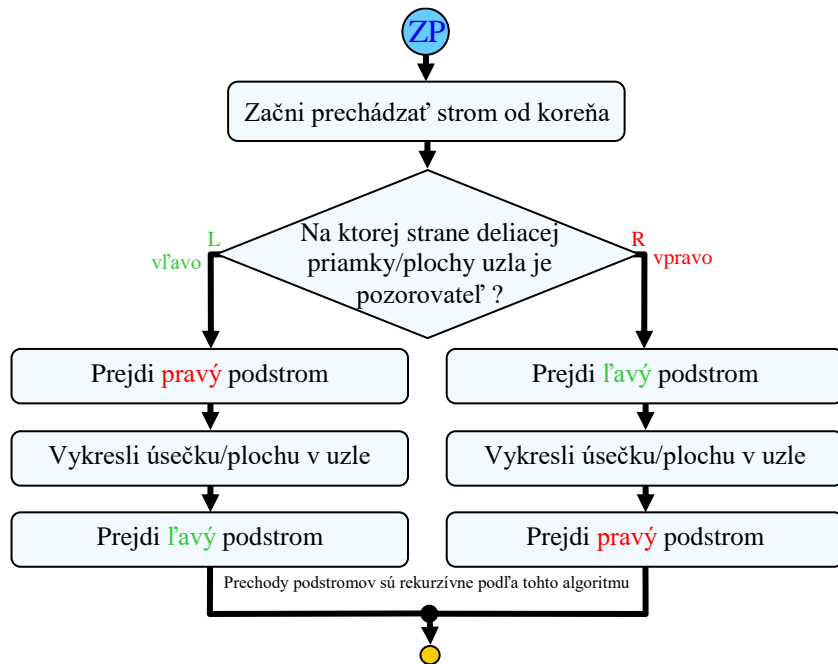 ZP
Začni prechádzať strom od koreňa
Na ktorej strane deliacej
priamky/plochy uzla je
pozorovateľ ?
L
vľavo
R
vpravo
Prejdi pravý podstrom
Vykresli úsečku/plochu v uzle
Prejdi ľavý podstrom
Prejdi ľavý podstrom
Vykresli úsečku/plochu v uzle
Prejdi pravý podstrom
Prechody podstromov sú rekurzívne podľa tohto algoritmu